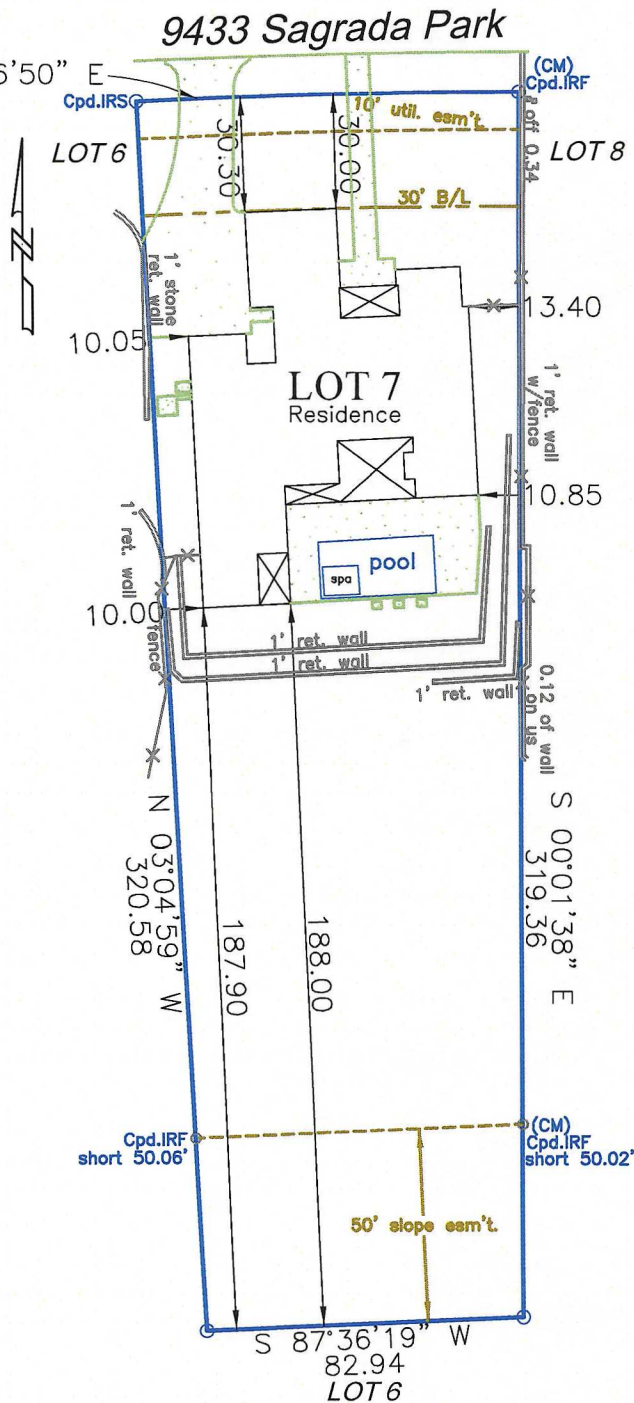 9433 Sagrada Park
6'50" E
(CM)
Cpd.IRF
Cpd.IRS
10' util. esm't.
LOT 6
LOT 8
30.30
30.00
off 0.34
30' B/L
N
1' stone
ret. wall
13.40
10.05
LOT 7
Residence
1' ret. wall
w/fence
10.85
pool
spa
1' ret. wall
w/fence
10.00
1' ret. wall
1' ret. wall
1' ret. wall
0.12 of wall
on us
N 03°04'59" W
320.58
S 00°01'38" E
319.36
187.90
188.00
Cpd.IRF
short 50.06'
(CM)
Cpd.IRF
short 50.02'
50' slope esm't.
S 87°36'19" W
82.94
LOT 6